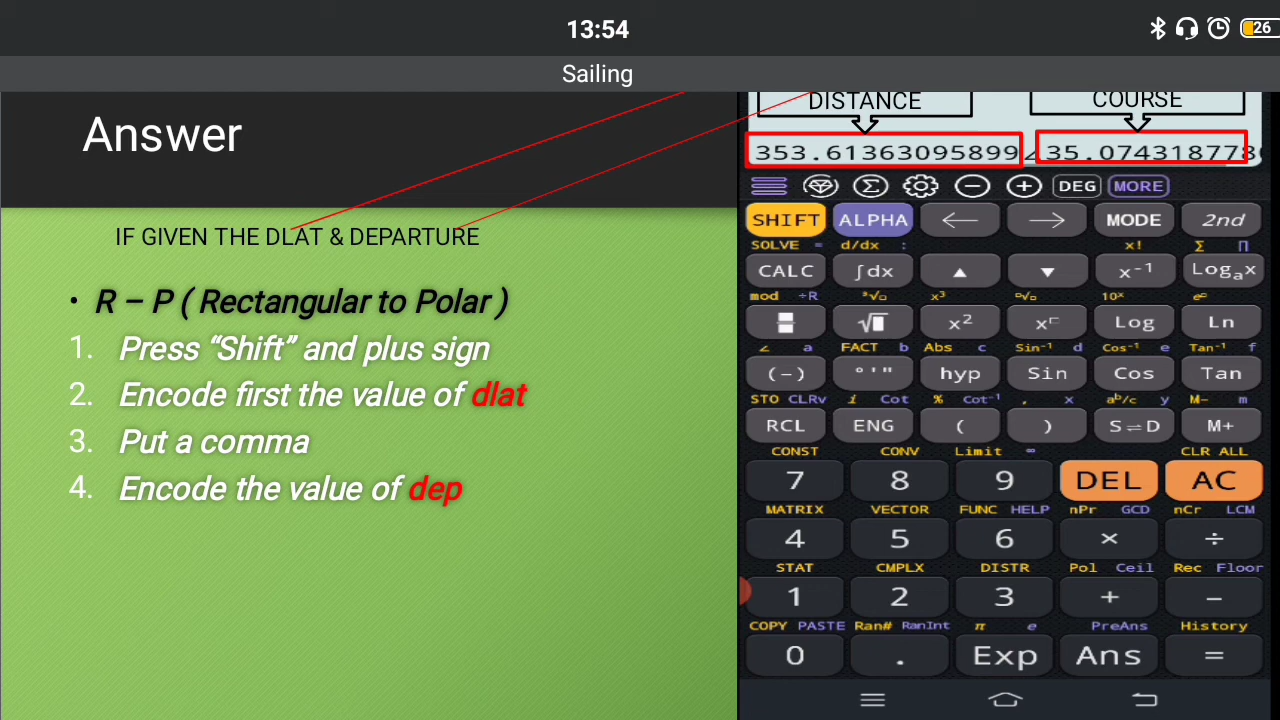 13:54
26
Sailing
Answer
IF GIVEN THE DLAT & DEPARTURE
• R – P ( Rectangular to Polar )
1. Press “Shift” and plus sign
2. Encode first the value of dlat
3. Put a comma
4. Encode the value of dep
DISTANCE COURSE
353.61363095899∠35.074318778
DEG MORE
SHIFT ALPHA ← → MODE 2nd
SOLVE = d/dx : x! Σ Π
CALC ∫dx ▲ ▼ x⁻¹ Logₐx
mod ÷R ³√□ x³ □√□ 10ˣ e□
√ x² x□ Log Ln
∠ a FACT b Abs c Sin⁻¹ d Cos⁻¹ e Tan⁻¹ f
(−) °'" hyp Sin Cos Tan
STO CLRv i Cot % Cot⁻¹ , x aᵇ/c y M− m
RCL ENG ( ) S⇌D M+
CONST CONV Limit ∞ CLR ALL
7 8 9 DEL AC
MATRIX VECTOR FUNC HELP nPr GCD nCr LCM
4 5 6 × ÷
STAT CMPLX DISTR Pol Ceil Rec Floor
1 2 3 + −
COPY PASTE Ran# RanInt π e PreAns History
0 . Exp Ans =